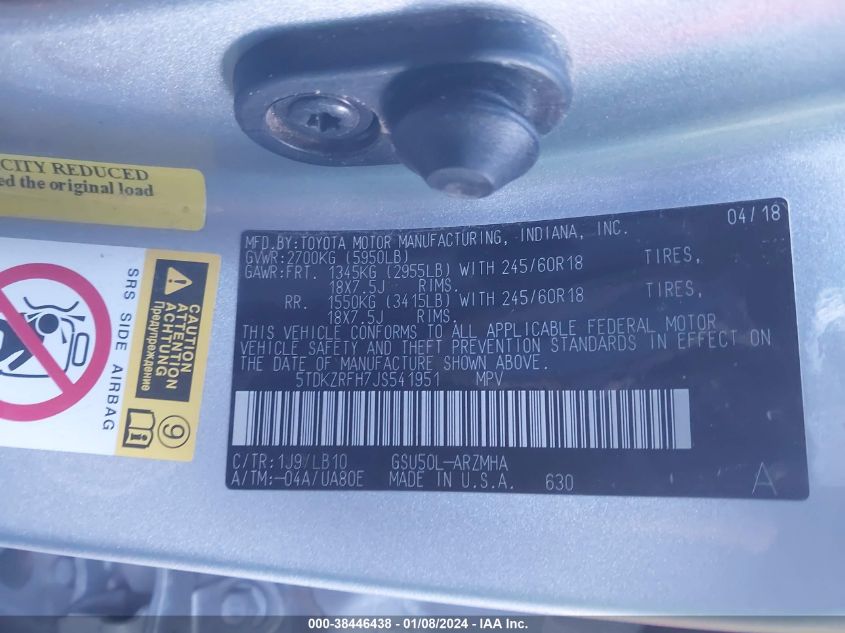 CITY REDUCED
ed the original load
SRS SIDE AIRBAG
CAUTION
ATTENTION
ACHTUNG
Предупреждение
9
MFD.BY:TOYOTA MOTOR MANUFACTURING, INDIANA, INC. 04/18
GVWR:2700KG (5950LB)
GAWR:FRT. 1345KG (2955LB) WITH 245/60R18 TIRES,
18X7.5J RIMS.
RR. 1550KG (3415LB) WITH 245/60R18 TIRES,
18X7.5J RIMS.
THIS VEHICLE CONFORMS TO ALL APPLICABLE FEDERAL MOTOR
VEHICLE SAFETY AND THEFT PREVENTION STANDARDS IN EFFECT ON
THE DATE OF MANUFACTURE SHOWN ABOVE.
5TDKZRFH7JS541951 MPV
C/TR:1J9/LB10 GSU50L-ARZMHA
A/TM:-04A/UA80E MADE IN U.S.A. 630 A
000-38446438 - 01/08/2024 - IAA Inc.